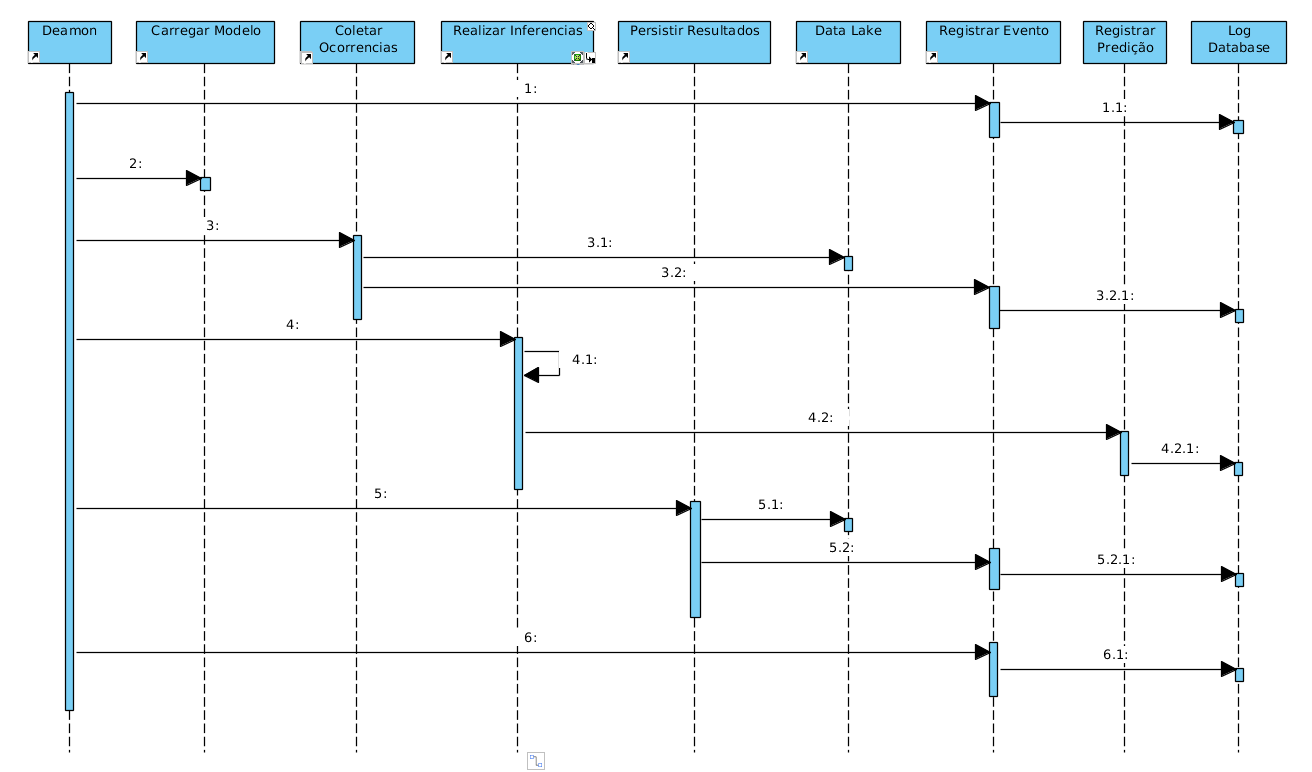 Deamon
Carregar Modelo
Coletar
Ocorrencias
Realizar Inferencias
Persistir Resultados
Data Lake
Registrar Evento
Registrar
Predição
Log
Database
1:
1.1:
2:
3:
3.1:
3.2:
3.2.1:
4:
4.1:
4.2:
4.2.1:
5:
5.1:
5.2:
5.2.1:
6:
6.1: